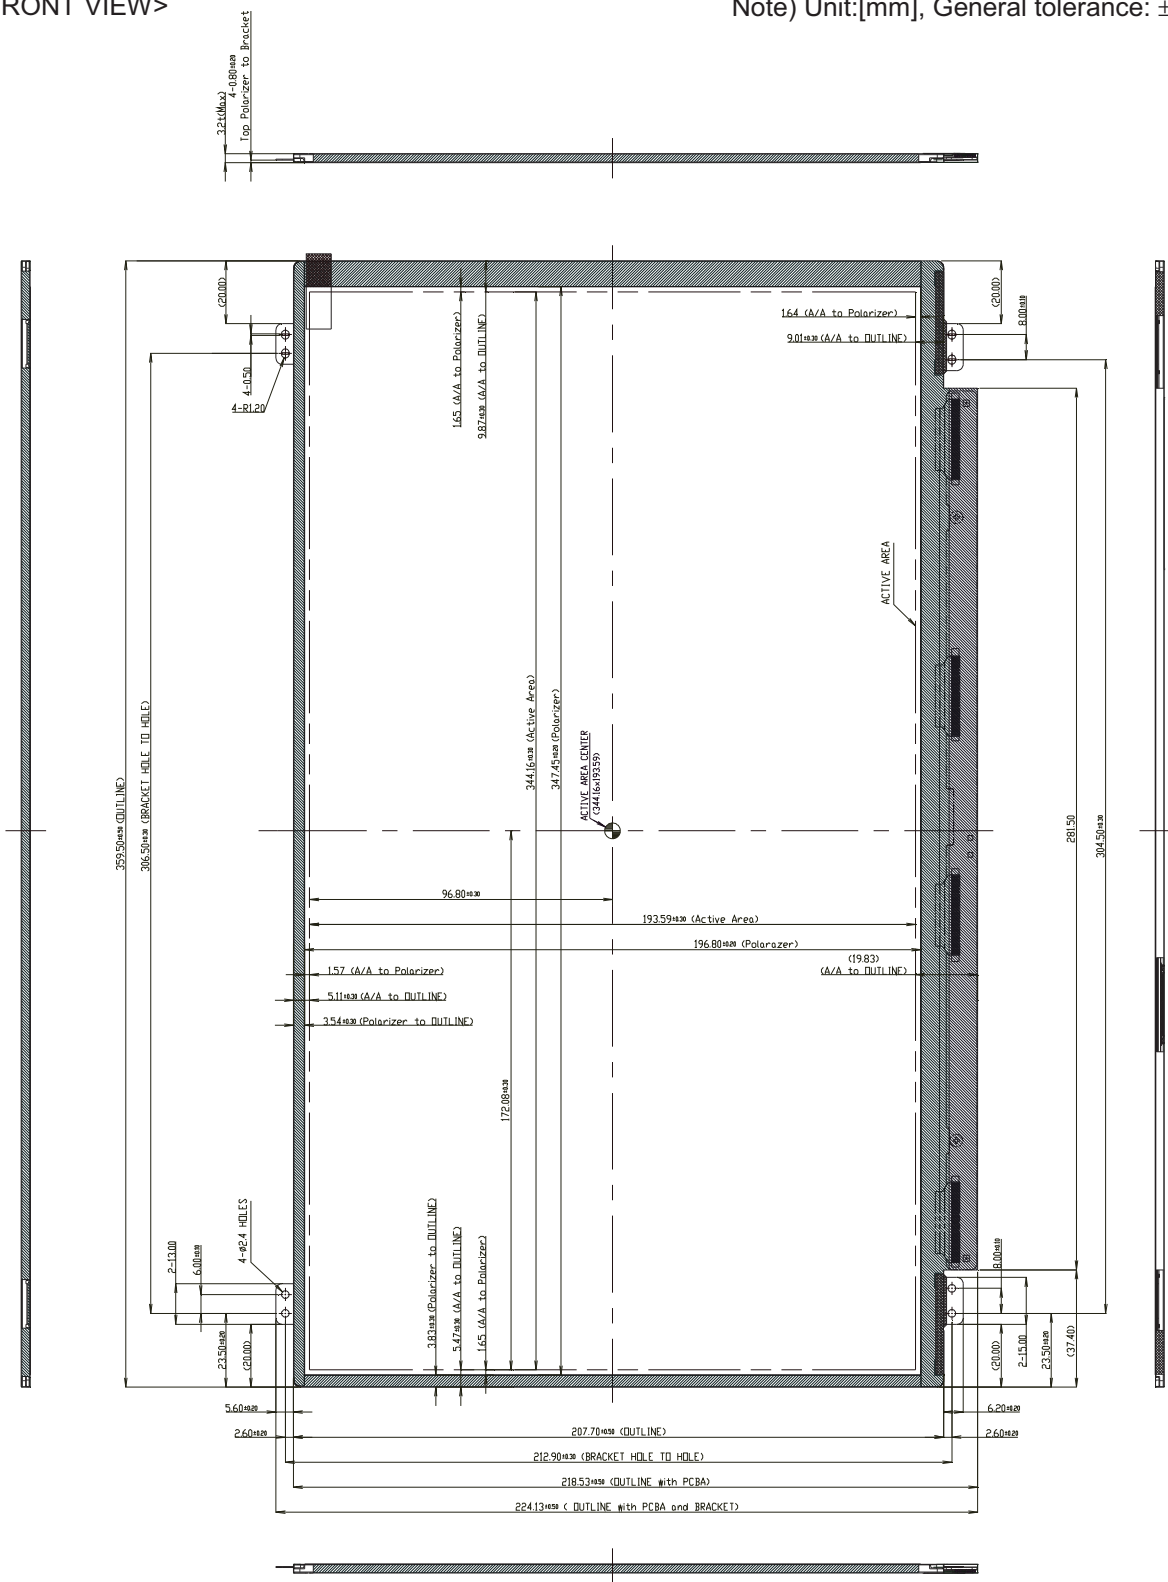 RONT VIEW>
Note) Unit:[mm], General tolerance: ±
3.2t(Max)
4-0.80±0.20
Top Polarizer to Bracket
(20.00)
4-0.50
4-R1.20
1.65 (A/A to Polarizer)
9.87±0.30 (A/A to OUTLINE)
1.64 (A/A to Polarizer)
9.01±0.30 (A/A to OUTLINE)
(20.00)
8.00±0.10
ACTIVE AREA
359.50±0.50 (OUTLINE)
306.50±0.30 (BRACKET HOLE TO HOLE)
344.16±0.30 (Active Area)
347.45±0.20 (Polarizer)
ACTIVE AREA CENTER
(344.16x193.59)
281.50
304.50±0.30
96.80±0.30
193.59±0.30 (Active Area)
196.80±0.20 (Polarazer)
(19.83)
(A/A to OUTLINE)
1.57 (A/A to Polarizer)
5.11±0.30 (A/A to OUTLINE)
3.54±0.30 (Polarizer to OUTLINE)
172.08±0.30
2-13.00
6.00±0.10
4-ø2.4 HOLES
23.50±0.20
(20.00)
3.83±0.30 (Polarizer to OUTLINE)
5.47±0.30 (A/A to OUTLINE)
1.65 (A/A to Polarizer)
8.00±0.10
(20.00)
2-15.00
23.50±0.20
(37.40)
5.60±0.20
6.20±0.20
2.60±0.20
207.70±0.50 (OUTLINE)
2.60±0.20
212.90±0.30 (BRACKET HOLE TO HOLE)
218.53±0.50 (OUTLINE with PCBA)
224.13±0.50 ( OUTLINE with PCBA and BRACKET)